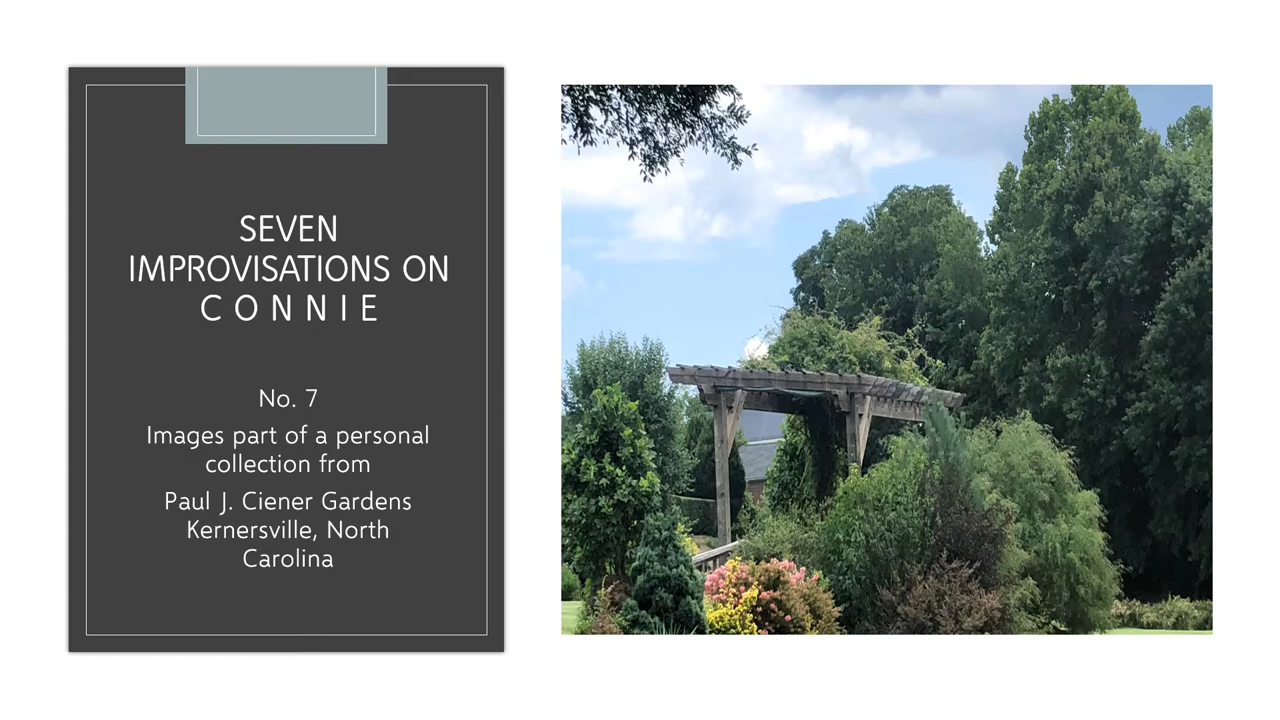 SEVEN
IMPROVISATIONS ON
C O N N I E
No. 7
Images part of a personal
collection from
Paul J. Ciener Gardens
Kernersville, North
Carolina